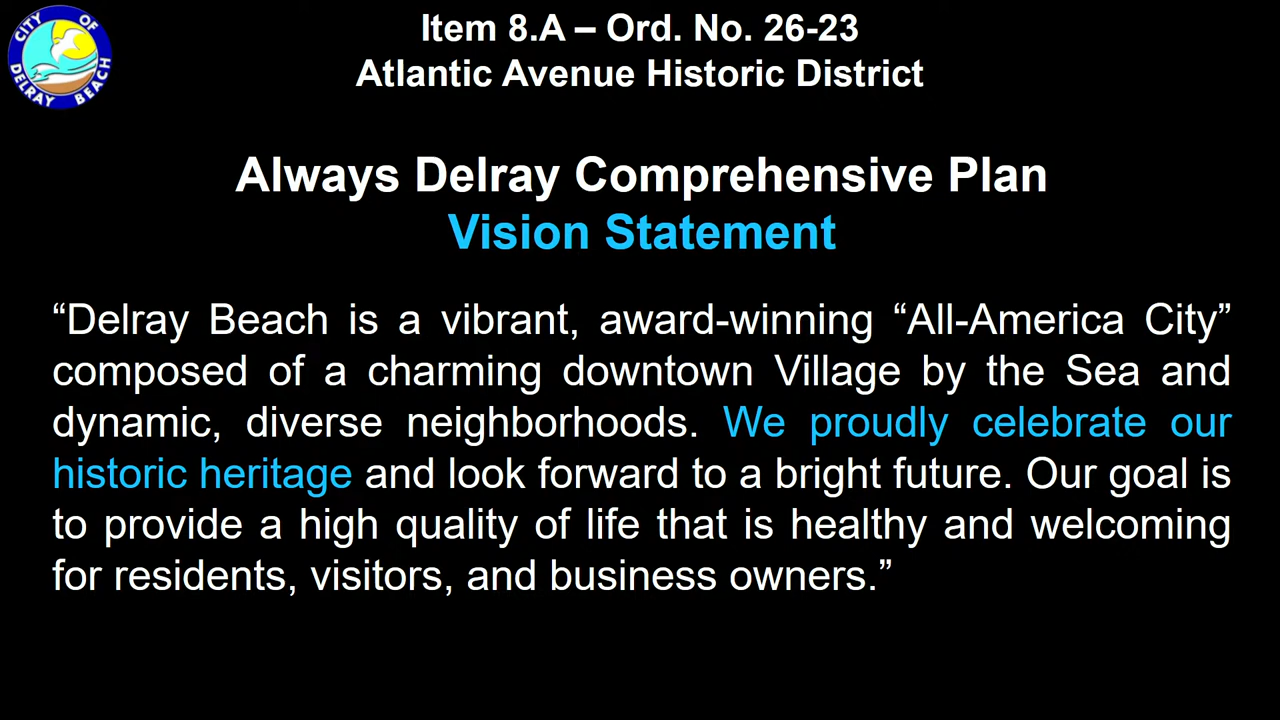 CITY OF
DELRAY BEACH
Item 8.A – Ord. No. 26-23
Atlantic Avenue Historic District
Always Delray Comprehensive Plan
Vision Statement
“Delray Beach is a vibrant, award-winning “All-America City”
composed of a charming downtown Village by the Sea and
dynamic, diverse neighborhoods. We proudly celebrate our
historic heritage and look forward to a bright future. Our goal is
to provide a high quality of life that is healthy and welcoming
for residents, visitors, and business owners.”